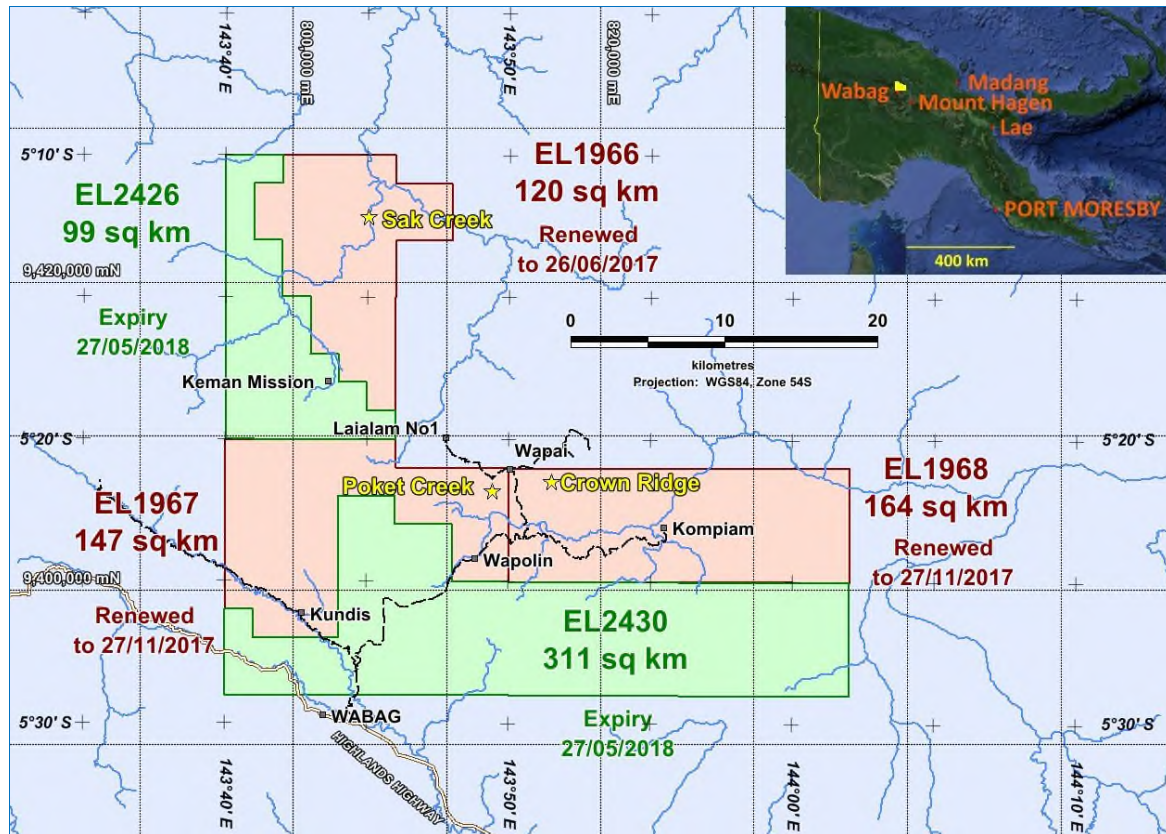 143°40' E
800,000 mE
143°50' E
820,000 mE
Wabag
Madang
Mount Hagen
Lae
PORT MORESBY
400 km
5°10' S
5°10' S
EL2426
99 sq km
Expiry
27/05/2018
EL1966
120 sq km
Renewed
to 26/06/2017
Sak Creek
9,420,000 mN
0 10 20
kilometres
Projection: WGS84, Zone 54S
Keman Mission
5°20' S
5°20' S
Laialam No1
Wapai
Poket Creek
Crown Ridge
EL1967
147 sq km
Renewed
to 27/11/2017
EL1968
164 sq km
Renewed
to 27/11/2017
Kompiam
Wapolin
9,400,000 mN
Kundis
EL2430
311 sq km
Expiry
27/05/2018
5°30' S
5°30' S
WABAG
HIGHLANDS HIGHWAY
143°40' E
143°50' E
144°00' E
144°10' E